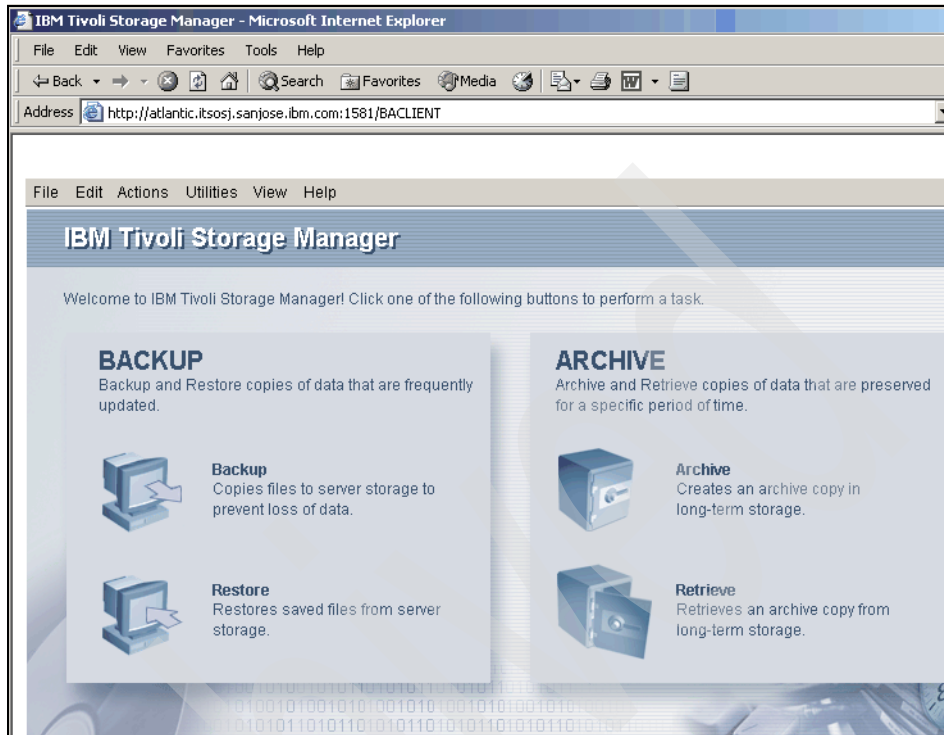 IBM Tivoli Storage Manager - Microsoft Internet Explorer
File Edit View Favorites Tools Help
Back Search Favorites Media
Address http://atlantic.itsosj.sanjose.ibm.com:1581/BACLIENT
File Edit Actions Utilities View Help
IBM Tivoli Storage Manager
Welcome to IBM Tivoli Storage Manager! Click one of the following buttons to perform a task.
BACKUP
Backup and Restore copies of data that are frequently
updated.
Backup
Copies files to server storage to
prevent loss of data.
Restore
Restores saved files from server
storage.
ARCHIVE
Archive and Retrieve copies of data that are preserved
for a specific period of time.
Archive
Creates an archive copy in
long-term storage.
Retrieve
Retrieves an archive copy from
long-term storage.